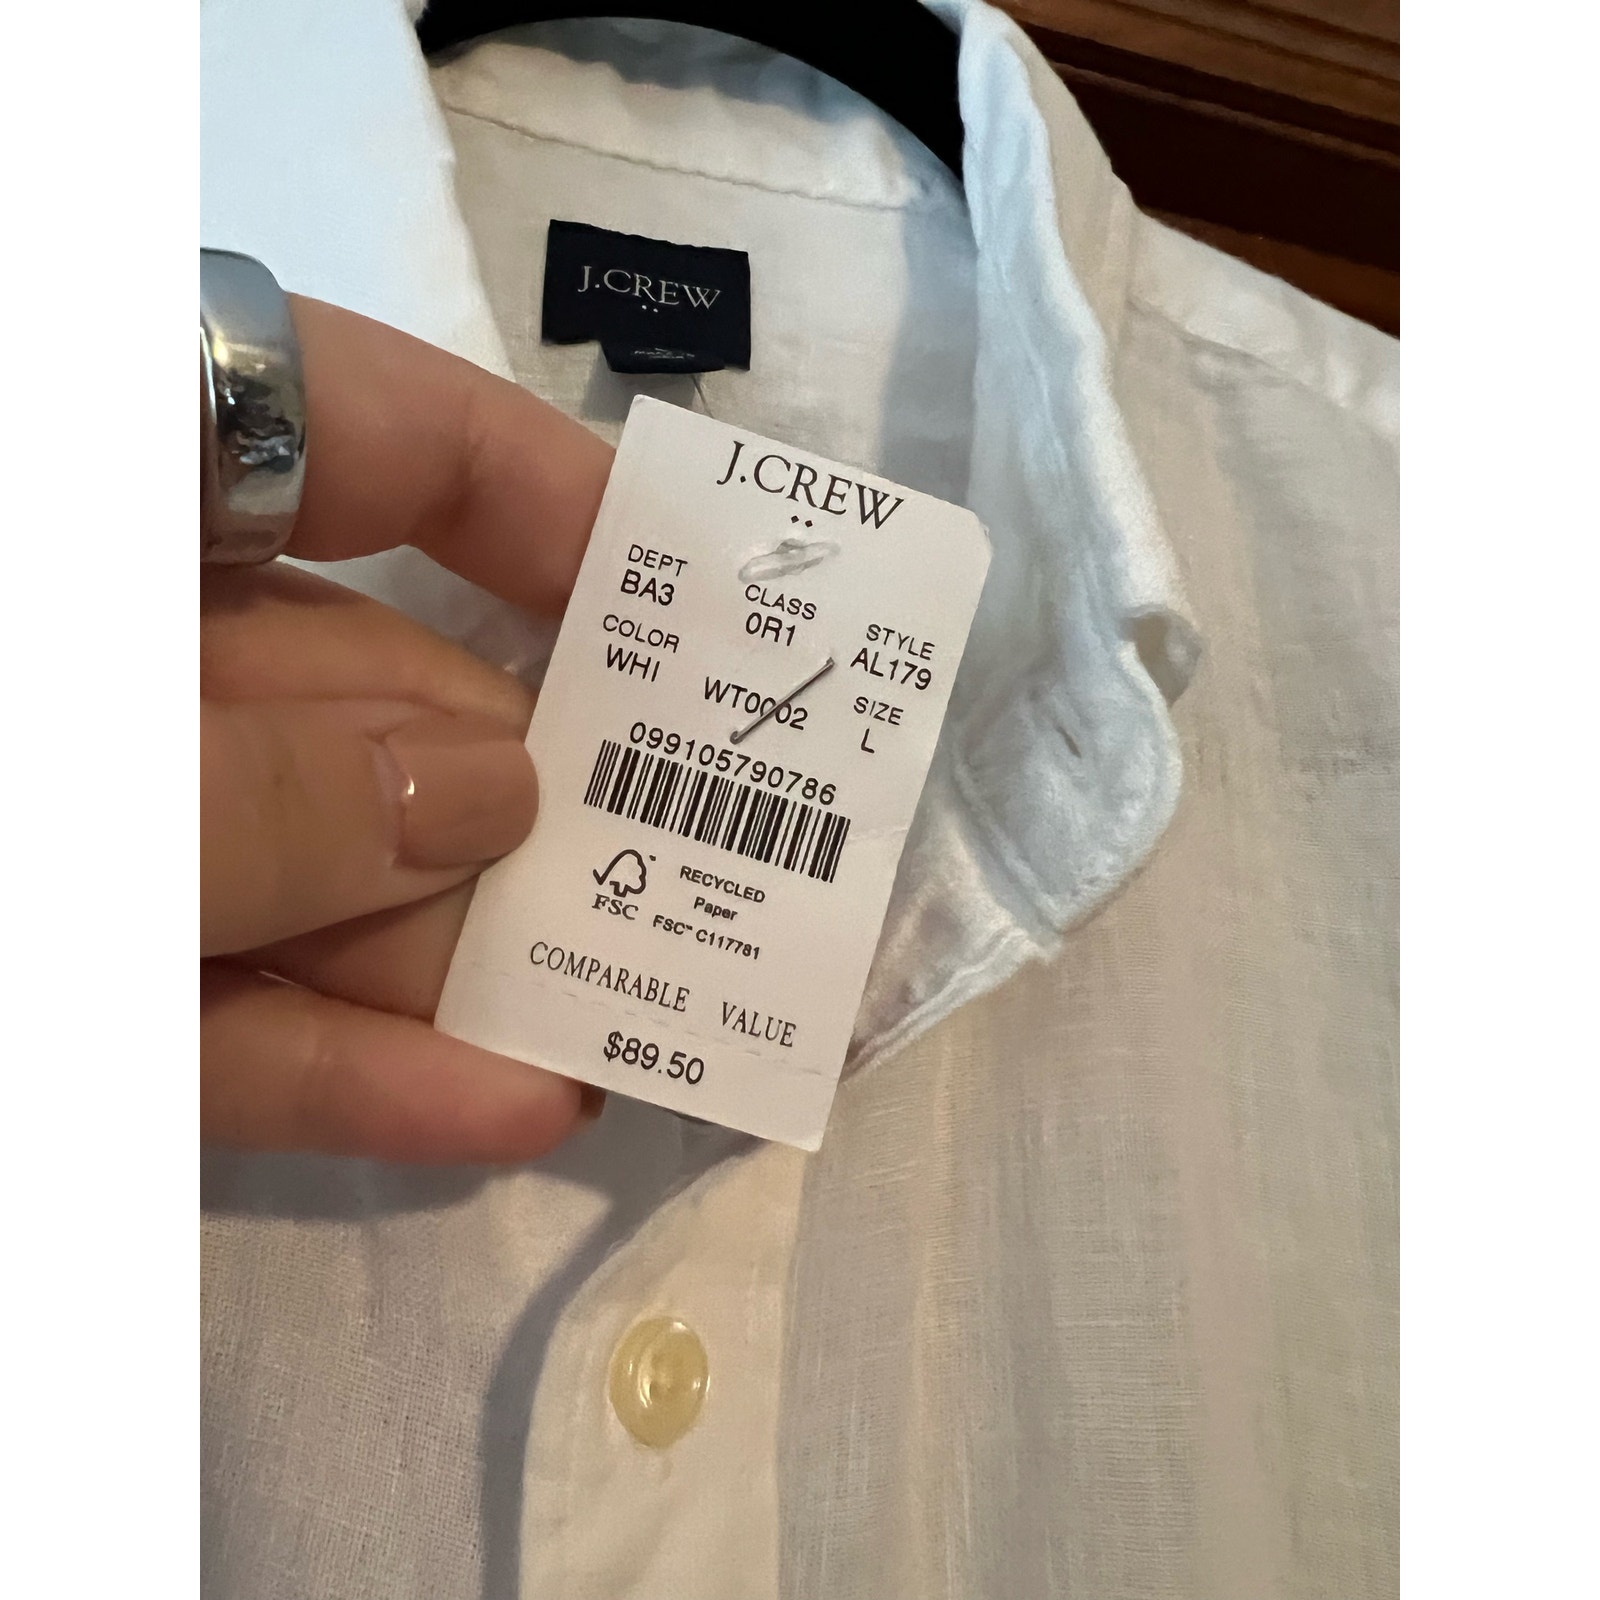 J.CREW
J.CREW
DEPT CLASS STYLE
BA3 0R1 AL179
COLOR SIZE
WHI WT0002 L
099105790786
FSC
RECYCLED
Paper
FSC™ C117781
COMPARABLE VALUE
$89.50